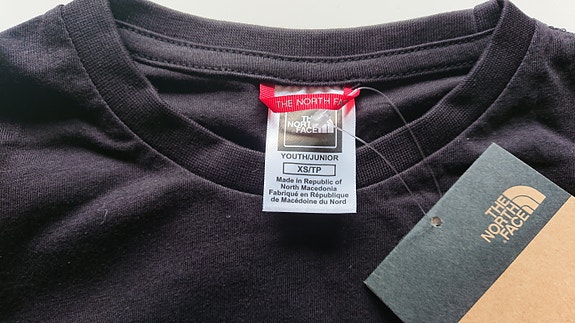 THE NORTH FA
THE
NORTH
FACE
YOUTH/JUNIOR
XS/TP
Made in Republic of
North Macedonia
Fabriqué en République
de Macédoine du Nord
THE
NORTH
FACE